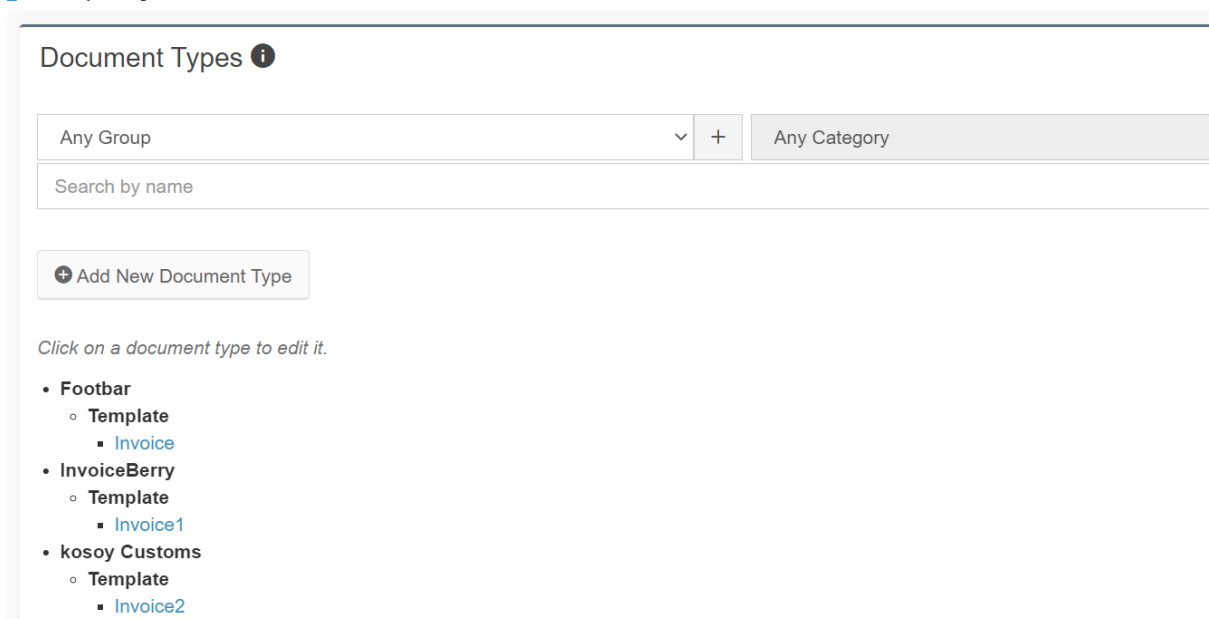 Document Types
Any Group + Any Category
Search by name
Add New Document Type
Click on a document type to edit it.
Footbar
Template
Invoice
InvoiceBerry
Template
Invoice1
kosoy Customs
Template
Invoice2